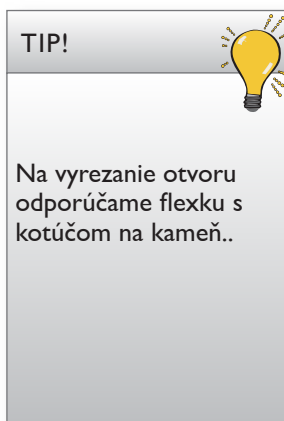 TIP!
Na vyrezanie otvoru
odporúčame flexku s
kotúčom na kameň..